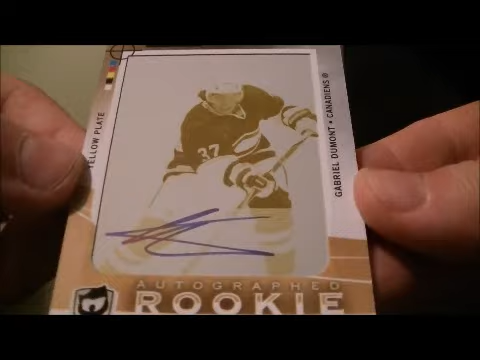 YELLOW PLATE
GABRIEL DUMONT • CANADIENS
37
AUTOGRAPHED
ROOKIE